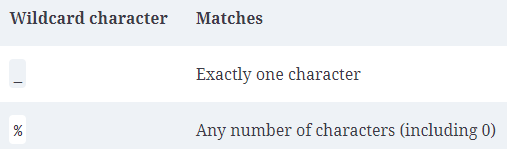 Wildcard character Matches
_ Exactly one character
% Any number of characters (including 0)